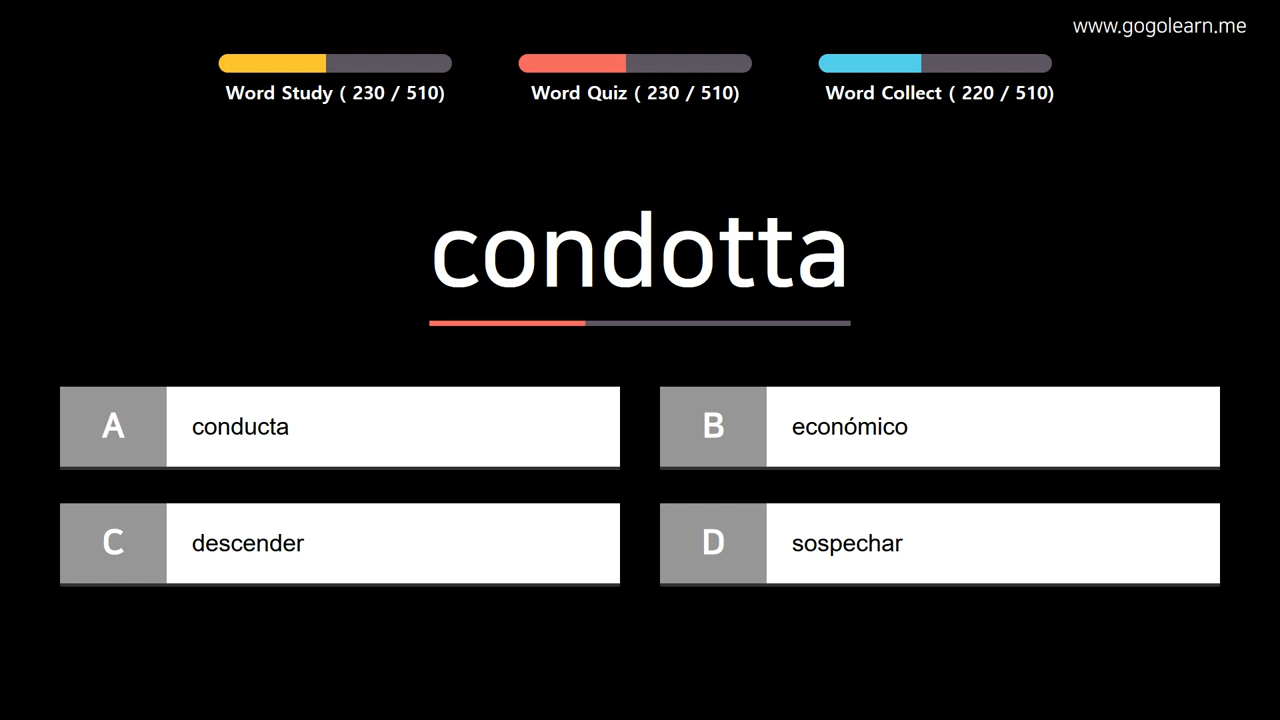 www.gogolearn.me
Word Study ( 230 / 510)
Word Quiz ( 230 / 510)
Word Collect ( 220 / 510)
condotta
A conducta
B económico
C descender
D sospechar